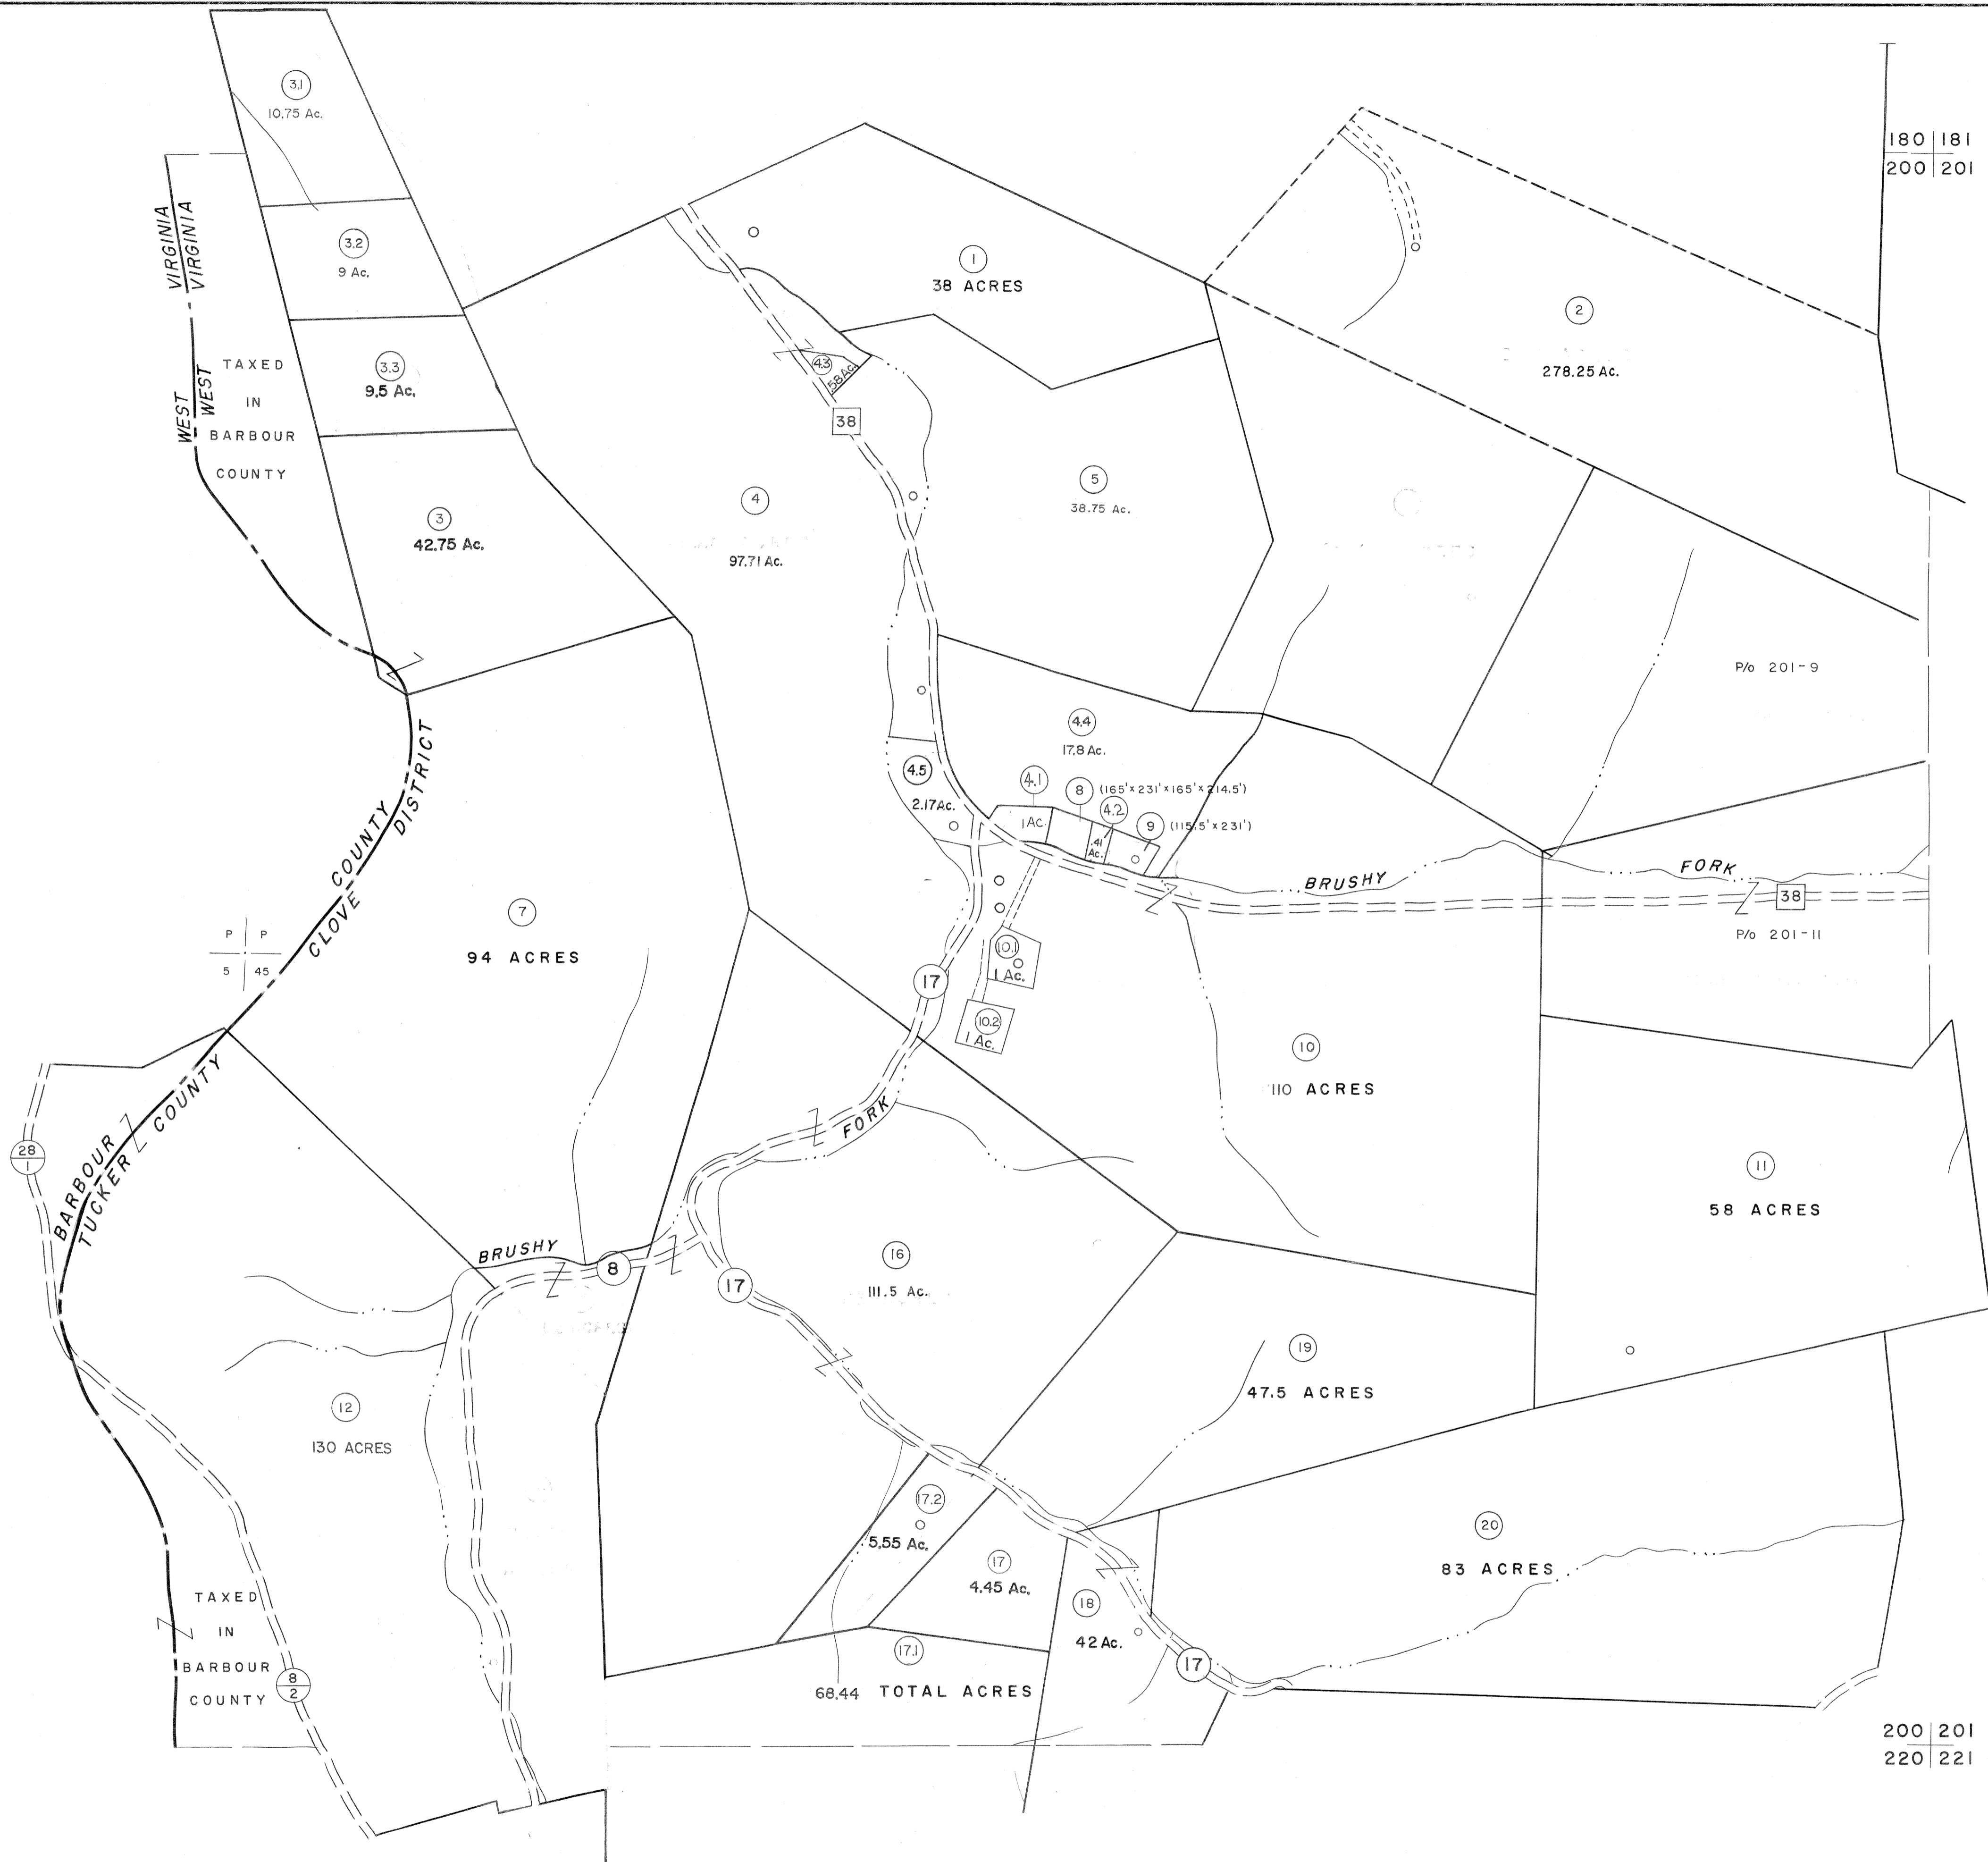 3.1
10.75 Ac.
180 181
200 201
WEST VIRGINIA
WEST VIRGINIA
3.2
9 Ac.
1
38 ACRES
2
278.25 Ac.
TAXED
IN
BARBOUR
COUNTY
3.3
9.5 Ac.
4.3
.58 Ac.
38
3
42.75 Ac.
4
97.71 Ac.
5
38.75 Ac.
P/o 201-9
4.4
17.8 Ac.
4.5
2.17 Ac.
4.1
1 Ac.
8 (165' x 231' x 165' x 214.5')
4.2
.41
Ac.
9 (115.5' x 231')
BRUSHY FORK
38
P/o 201-11
COUNTY
CLOVE DISTRICT
P P
5 45
7
94 ACRES
17
10.1
1 Ac.
10.2
1 Ac.
10
110 ACRES
11
58 ACRES
28
1
BARBOUR
TUCKER COUNTY
BRUSHY FORK
8
17
16
111.5 Ac.
19
47.5 ACRES
12
130 ACRES
17.2
5.55 Ac.
17
4.45 Ac.
18
42 Ac.
20
83 ACRES
17
17.1
68.44 TOTAL ACRES
TAXED
IN
BARBOUR
COUNTY
8
2
200 201
220 221